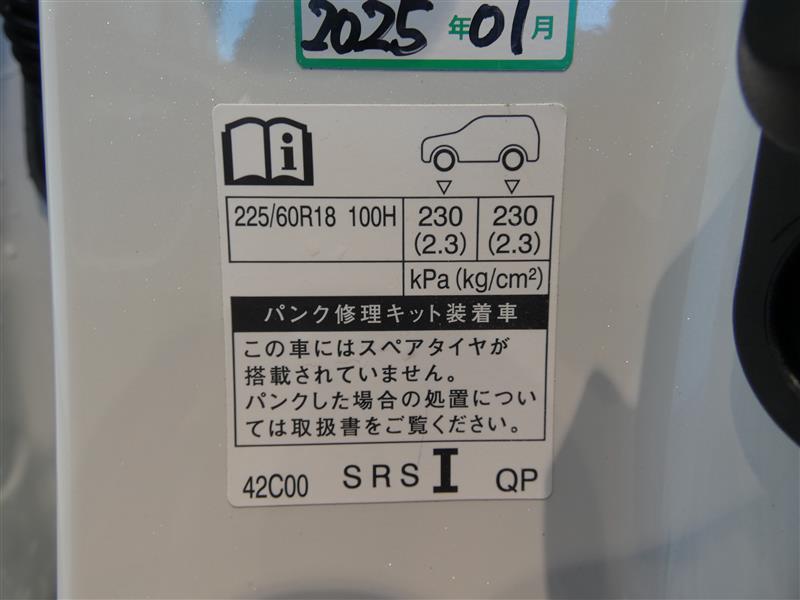 2025年01月
i
225/60R18 100H 230 (2.3) 230 (2.3)
kPa (kg/cm²)
パンク修理キット装着車
この車にはスペアタイヤが
搭載されていません。
パンクした場合の処置につい
ては取扱書をご覧ください。
42C00 SRS I QP